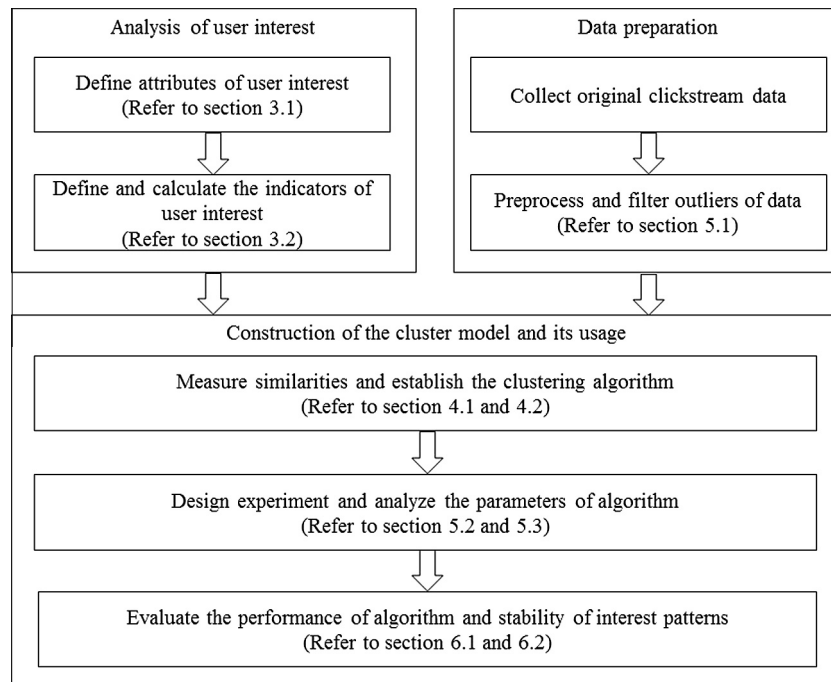 Analysis of user interest
Define attributes of user interest
(Refer to section 3.1)
Define and calculate the indicators of
user interest
(Refer to section 3.2)
Data preparation
Collect original clickstream data
Preprocess and filter outliers of data
(Refer to section 5.1)
Construction of the cluster model and its usage
Measure similarities and establish the clustering algorithm
(Refer to section 4.1 and 4.2)
Design experiment and analyze the parameters of algorithm
(Refer to section 5.2 and 5.3)
Evaluate the performance of algorithm and stability of interest patterns
(Refer to section 6.1 and 6.2)